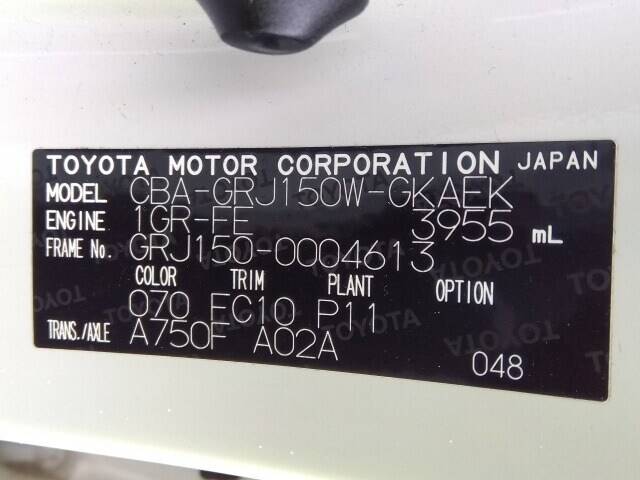 TOYOTA MOTOR CORPORATION JAPAN
MODEL CBA-GRJ150W-GKAEK
ENGINE 1GR-FE 3955 mL
FRAME No. GRJ150-0004613
COLOR TRIM PLANT OPTION
070 FC10 P11
TRANS./AXLE A750F A02A
048